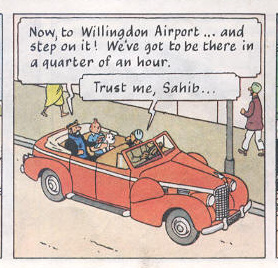 Now, to Willingdon Airport ... and
step on it! We've got to be there in
a quarter of an hour.
Trust me, Sahib...